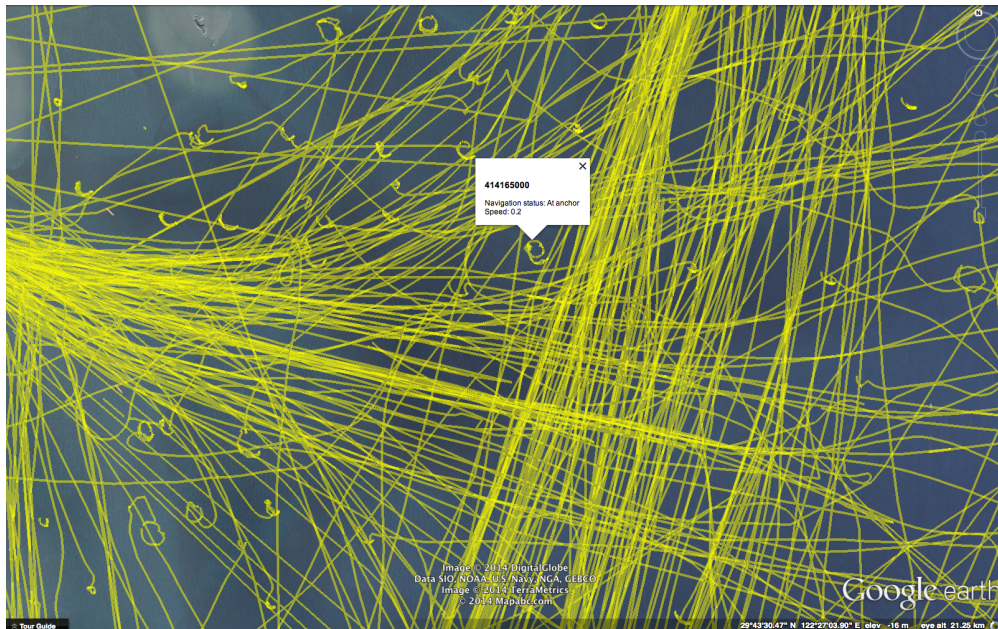 N
×
414165000
Navigation status: At anchor
Speed: 0.2
Image © 2014 DigitalGlobe
Data SIO, NOAA, U.S. Navy, NGA, GEBCO
Image © 2014 TerraMetrics
© 2014 Mapabc.com
Google earth
Tour Guide
29°43'30.47" N 122°27'03.90" E elev -16 m eye alt 21.25 km